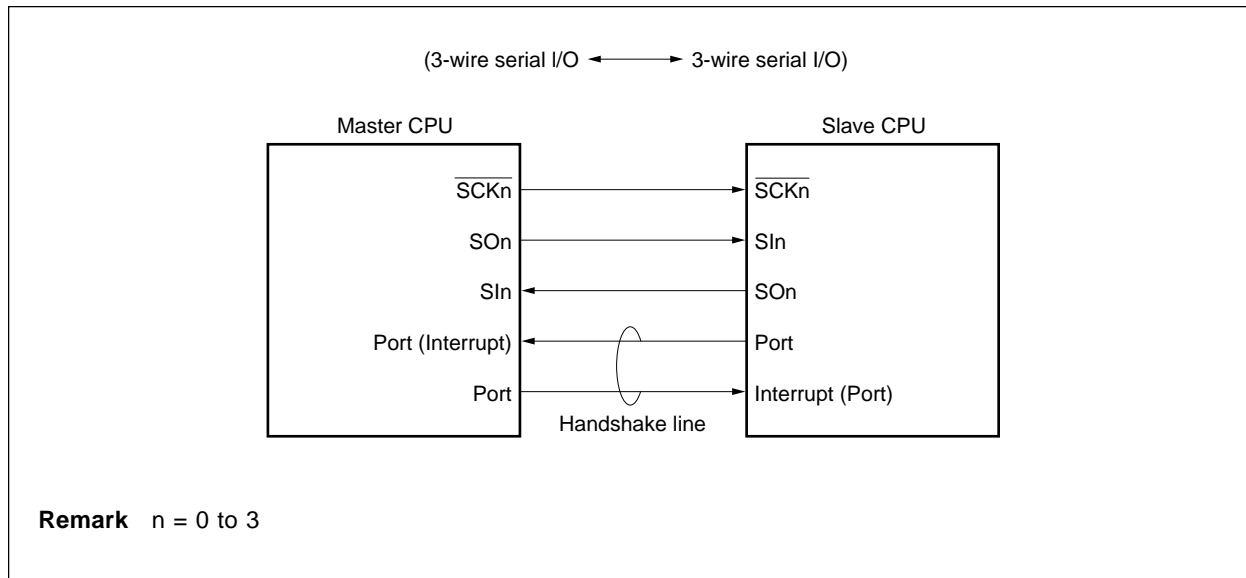 (3-wire serial I/O 3-wire serial I/O)
Master CPU Slave CPU
SCKn SCKn
SOn SIn
SIn SOn
Port (Interrupt) Port
Port Interrupt (Port)
Handshake line
Remark n = 0 to 3